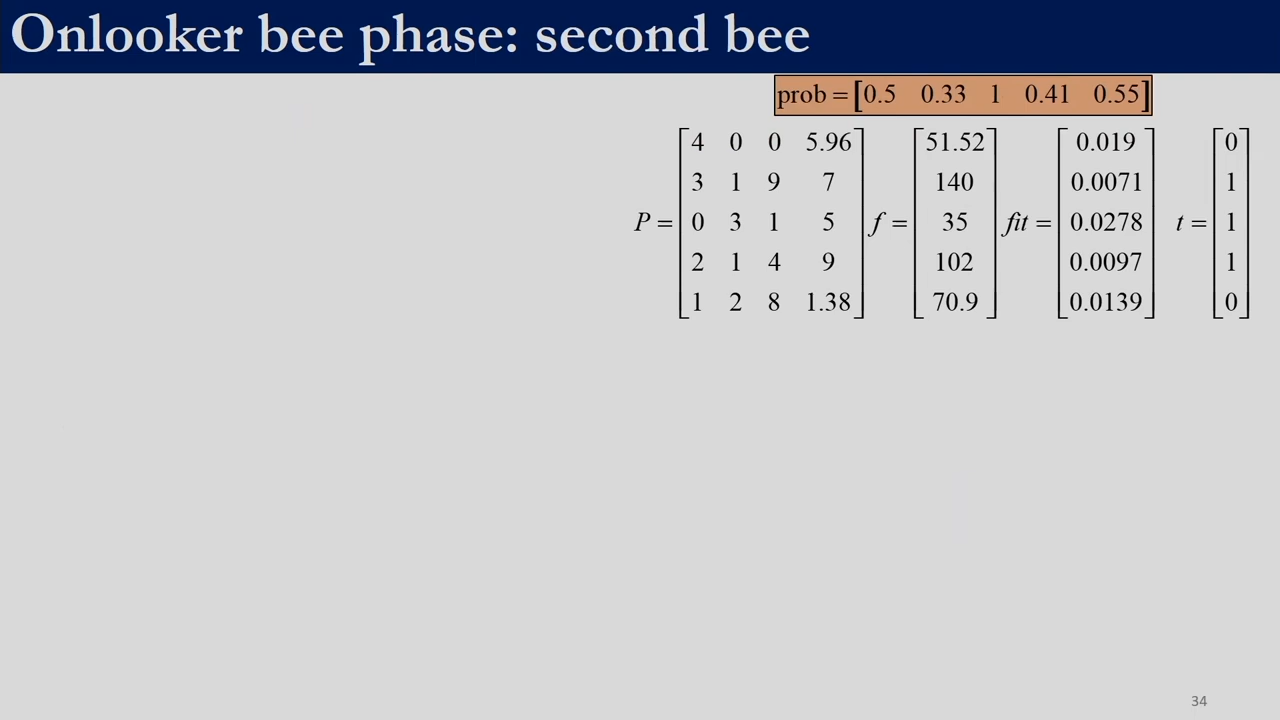 Onlooker bee phase: second bee
prob = [0.5 0.33 1 0.41 0.55]
P = [4 0 0 5.96
3 1 9 7
0 3 1 5
2 1 4 9
1 2 8 1.38]
f = [51.52
140
35
102
70.9]
fit = [0.019
0.0071
0.0278
0.0097
0.0139]
t = [0
1
1
1
0]
34